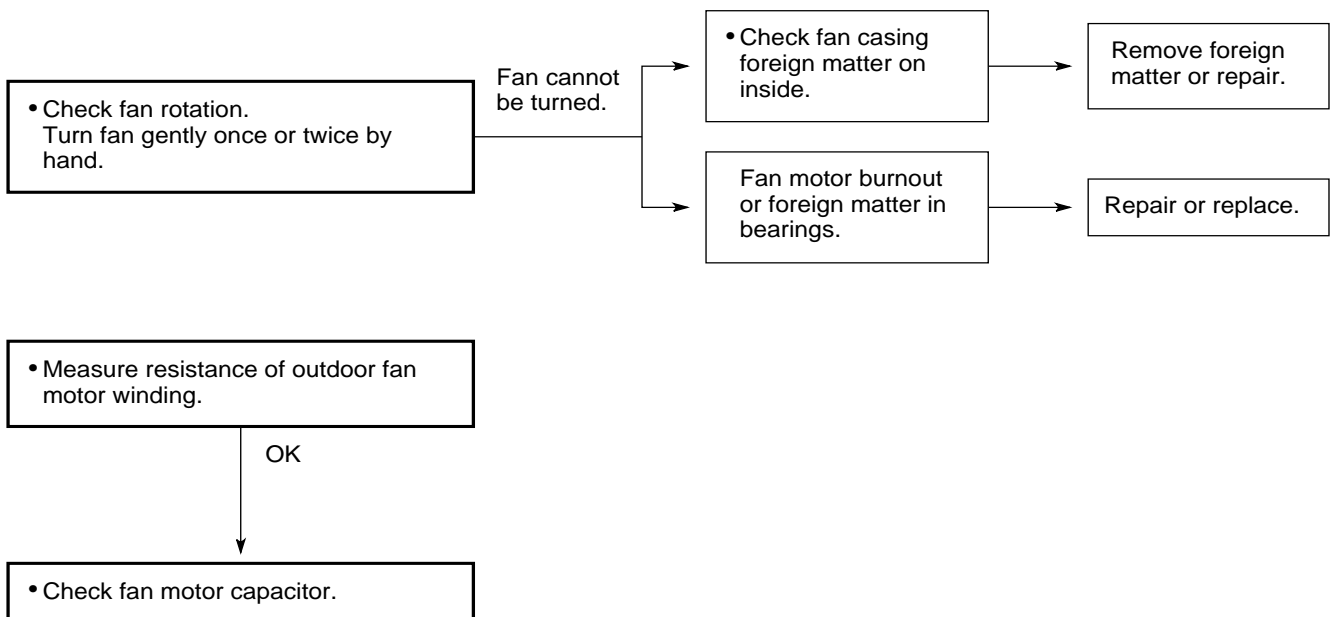 • Check fan rotation.
Turn fan gently once or twice by
hand.
Fan cannot
be turned.
• Check fan casing
foreign matter on
inside.
Remove foreign
matter or repair.
Fan motor burnout
or foreign matter in
bearings.
Repair or replace.
• Measure resistance of outdoor fan
motor winding.
OK
• Check fan motor capacitor.